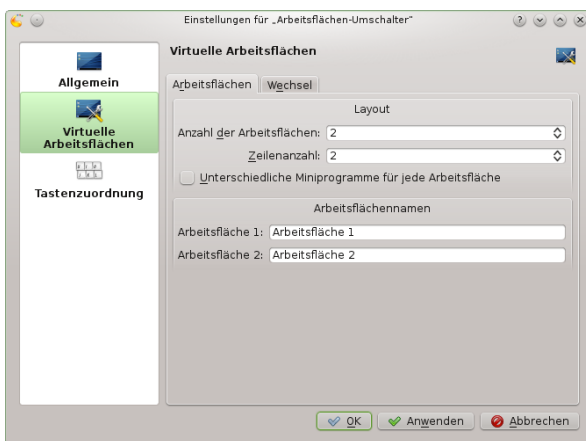 Einstellungen für „Arbeitsflächen-Umschalter“
Allgemein
Virtuelle
Arbeitsflächen
Tastenzuordnung
Virtuelle Arbeitsflächen
Arbeitsflächen Wechsel
Layout
Anzahl der Arbeitsflächen: 2
Zeilenanzahl: 2
Unterschiedliche Miniprogramme für jede Arbeitsfläche
Arbeitsflächennamen
Arbeitsfläche 1: Arbeitsfläche 1
Arbeitsfläche 2: Arbeitsfläche 2
OK Anwenden Abbrechen